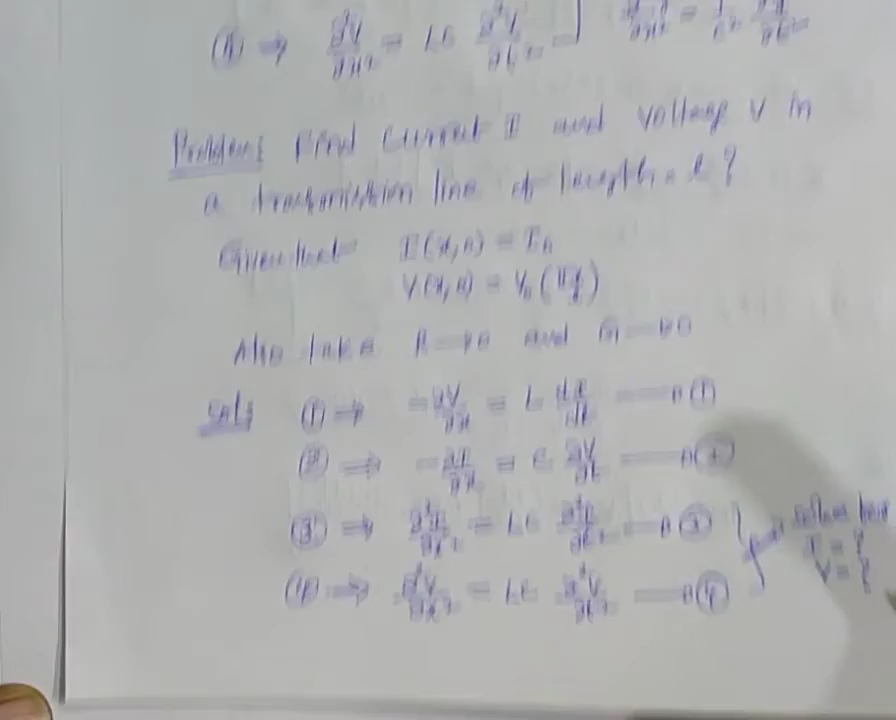 (4) ⇒ ∂²V/∂x² = LC ∂²V/∂t²
Problem: Find current I and voltage V in
a transmission line of length = l?
Given that I(x,0) = I₀
V(x,0) = V₀
Also take R → 0 and G → 0
Sol:
(1) ⇒ -∂V/∂x = L ∂I/∂t → (1)
(2) ⇒ -∂I/∂x = C ∂V/∂t → (2)
(3) ⇒ ∂²I/∂x² = LC ∂²I/∂t² → (3)
(4) ⇒ ∂²V/∂x² = LC ∂²V/∂t² → (4)
I = ?
V = ?